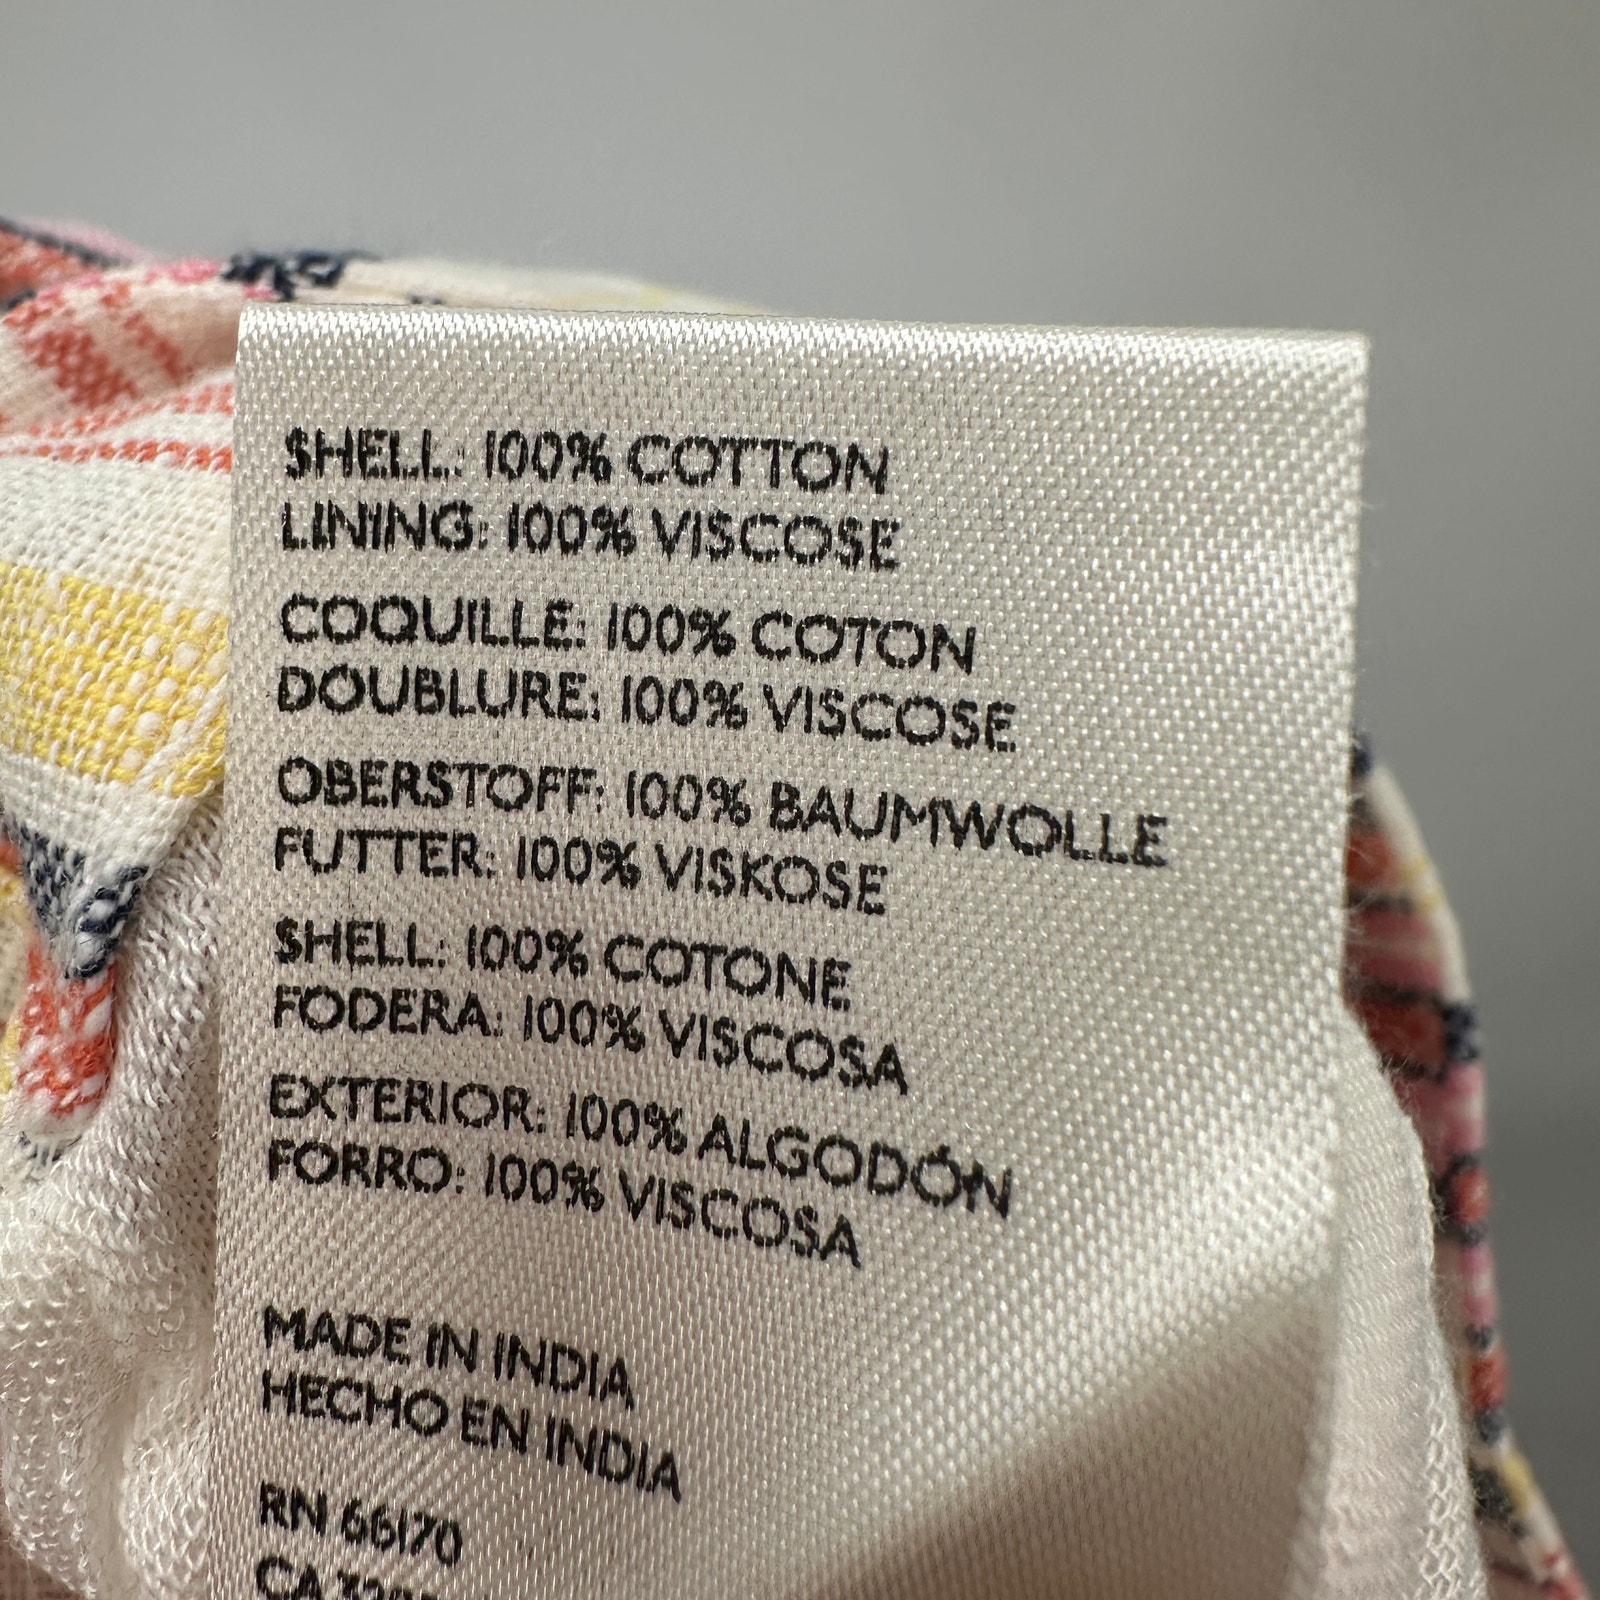 SHELL: 100% COTTON
LINING: 100% VISCOSE
COQUILLE: 100% COTON
DOUBLURE: 100% VISCOSE
OBERSTOFF: 100% BAUMWOLLE
FUTTER: 100% VISKOSE
SHELL: 100% COTONE
FODERA: 100% VISCOSA
EXTERIOR: 100% ALGODÓN
FORRO: 100% VISCOSA
MADE IN INDIA
HECHO EN INDIA
RN 66170
CA